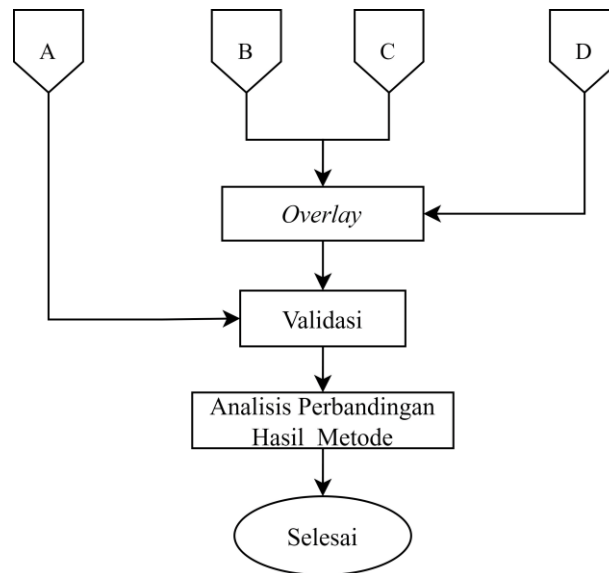 A
B
C
D
Overlay
Validasi
Analisis Perbandingan
Hasil Metode
Selesai